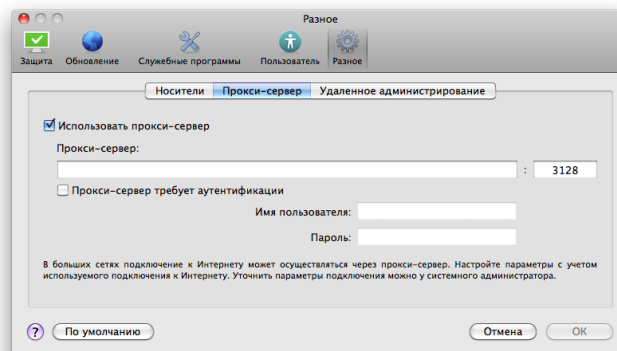 Разное
Защита Обновление Служебные программы Пользователь Разное
Носители Прокси-сервер Удаленное администрирование
Использовать прокси-сервер
Прокси-сервер:
: 3128
Прокси-сервер требует аутентификации
Имя пользователя:
Пароль:
В больших сетях подключение к Интернету может осуществляться через прокси-сервер. Настройте параметры с учетом
используемого подключения к Интернету. Уточнить параметры подключения можно у системного администратора.
? По умолчанию Отмена OK